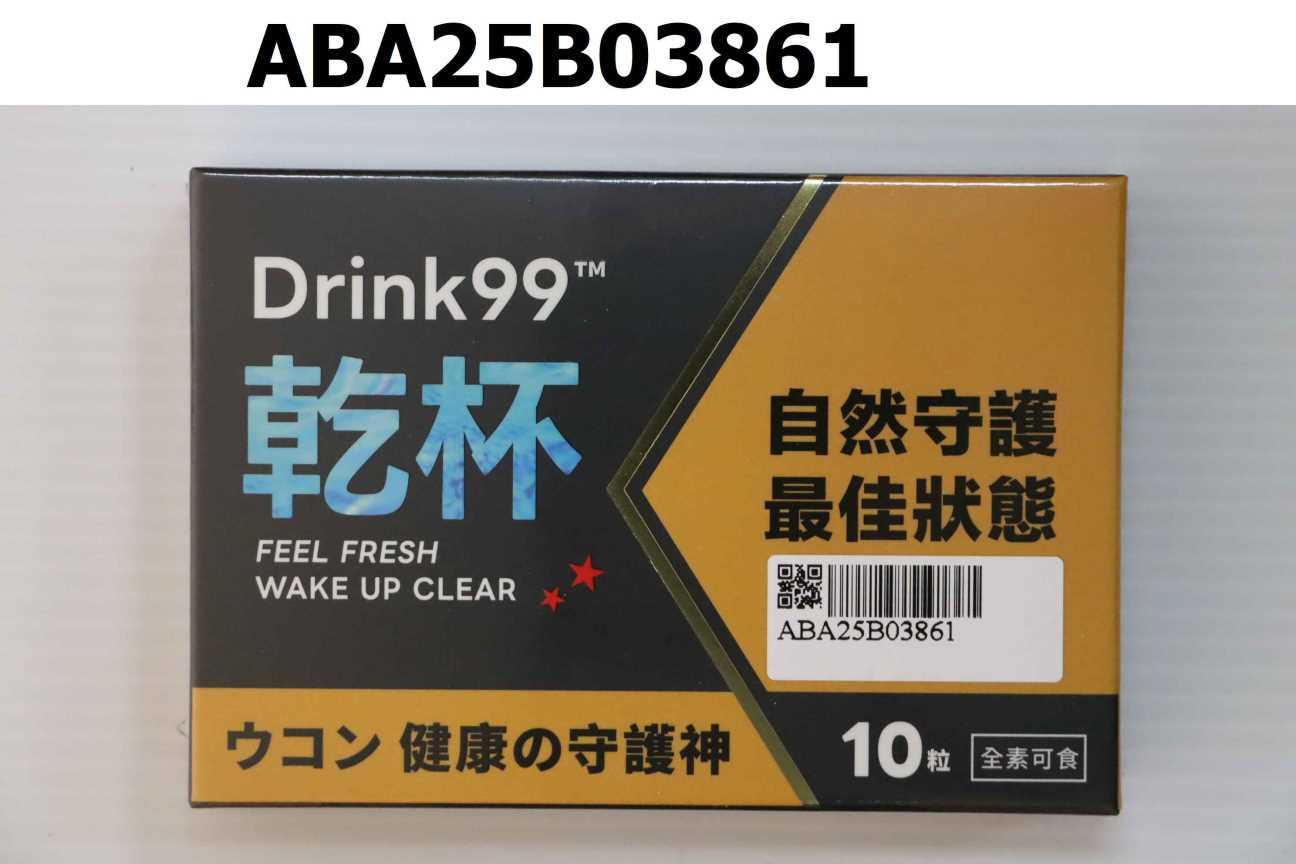 ABA25B03861
Drink99™
乾杯
FEEL FRESH
WAKE UP CLEAR
自然守護
最佳狀態
ABA25B03861
ウコン 健康の守護神
10粒
全素可食